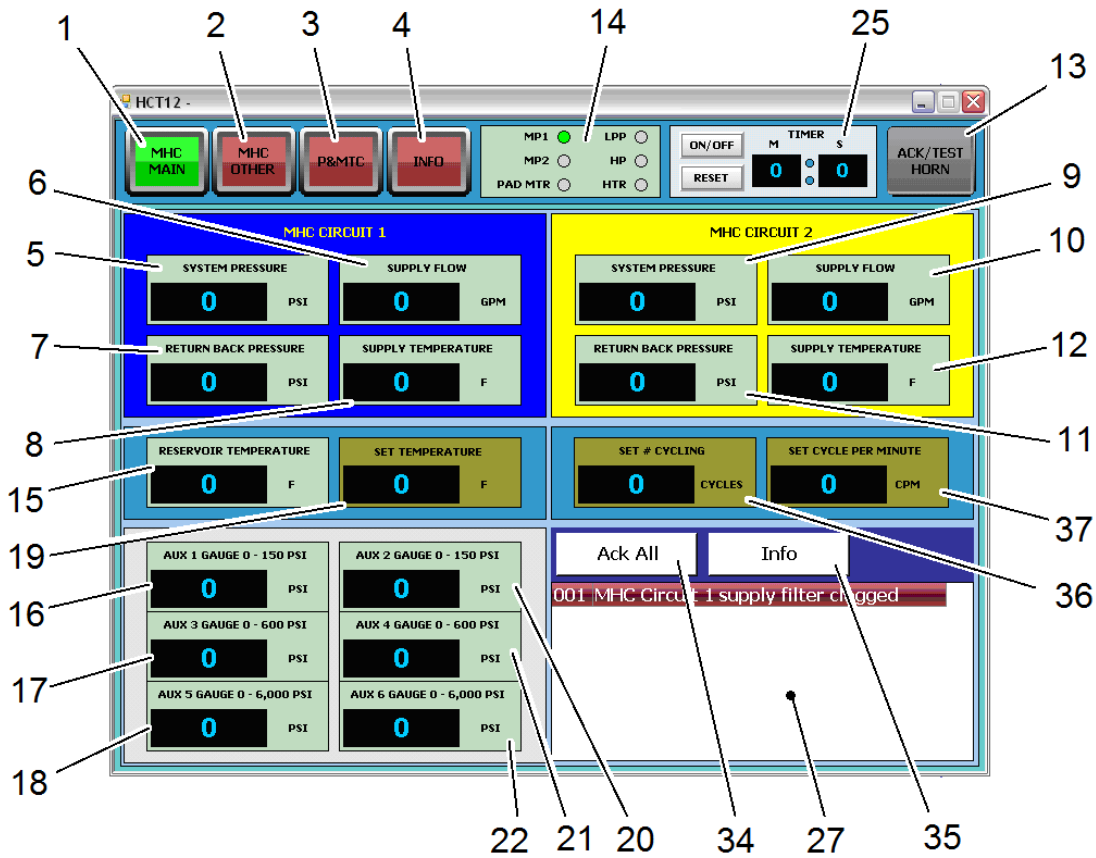 1 2 3 4 14 25 13
HCT12 -
MHC MAIN
MHC OTHER
P&MTC
INFO
MP1 LPP
MP2 HP
PAD MTR HTR
ON/OFF
RESET
TIMER
M S
0 0
ACK/TEST HORN
6 9
5 10
7 12
8 11
15 37
19 36
16
17
18
MHC CIRCUIT 1
SYSTEM PRESSURE
0 PSI
SUPPLY FLOW
0 GPM
RETURN BACK PRESSURE
0 PSI
SUPPLY TEMPERATURE
0 F
MHC CIRCUIT 2
SYSTEM PRESSURE
0 PSI
SUPPLY FLOW
0 GPM
RETURN BACK PRESSURE
0 PSI
SUPPLY TEMPERATURE
0 F
RESERVOIR TEMPERATURE
0 F
SET TEMPERATURE
0 F
SET # CYCLING
0 CYCLES
SET CYCLE PER MINUTE
0 CPM
AUX 1 GAUGE 0 - 150 PSI
0 PSI
AUX 2 GAUGE 0 - 150 PSI
0 PSI
AUX 3 GAUGE 0 - 600 PSI
0 PSI
AUX 4 GAUGE 0 - 600 PSI
0 PSI
AUX 5 GAUGE 0 - 6,000 PSI
0 PSI
AUX 6 GAUGE 0 - 6,000 PSI
0 PSI
Ack All
Info
001 MHC Circuit 1 supply filter clogged
22 21 20 34 27 35